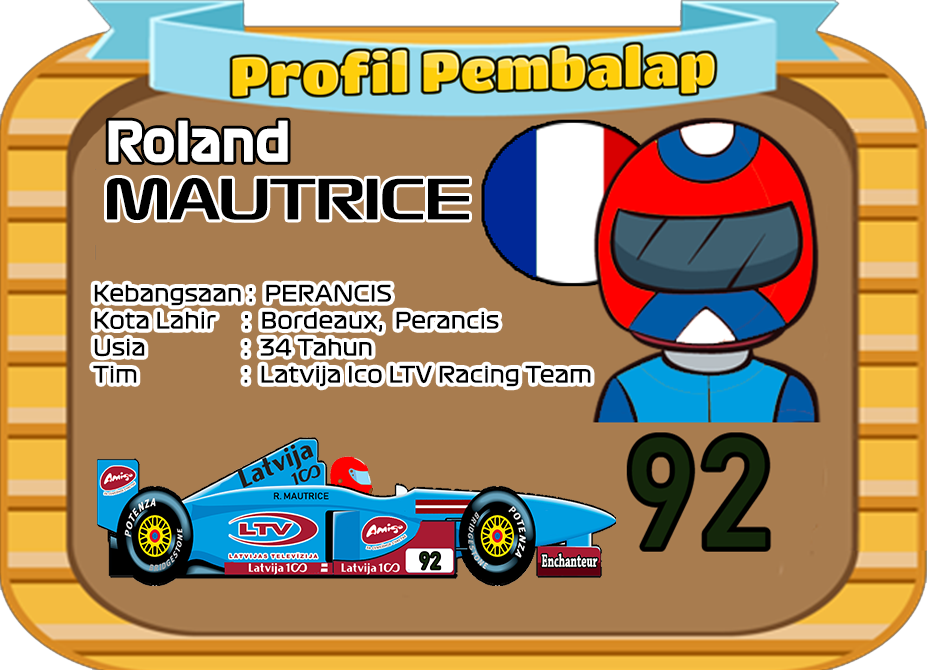 Profil Pembalap
Roland
MAUTRICE
Kebangsaan : PERANCIS
Kota Lahir : Bordeaux, Perancis
Usia : 34 Tahun
Tim : Latvija Ico LTV Racing Team
92
Latvija
100
R. MAUTRICE
Amigo
POTENZA
BRIDGESTONE
LTV
LATVIJAS TELEVĪZIJA
Amigo
Latvija 100
Latvija 100
92
POTENZA
BRIDGESTONE
Enchanteur